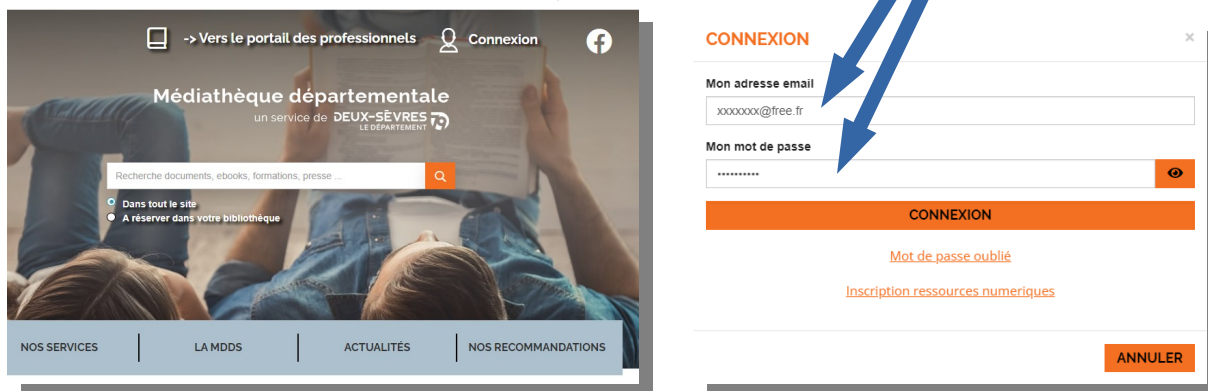 -> Vers le portail des professionnels Connexion
Médiathèque départementale
un service de DEUX-SÈVRES 79
LE DÉPARTEMENT
Recherche documents, ebooks, formations, presse ...
Dans tout le site
A réserver dans votre bibliothèque
NOS SERVICES LA MDDS ACTUALITÉS NOS RECOMMANDATIONS
CONNEXION ×
Mon adresse email
xxxxxxx@free.fr
Mon mot de passe
••••••••••
CONNEXION
Mot de passe oublié
Inscription ressources numeriques
ANNULER